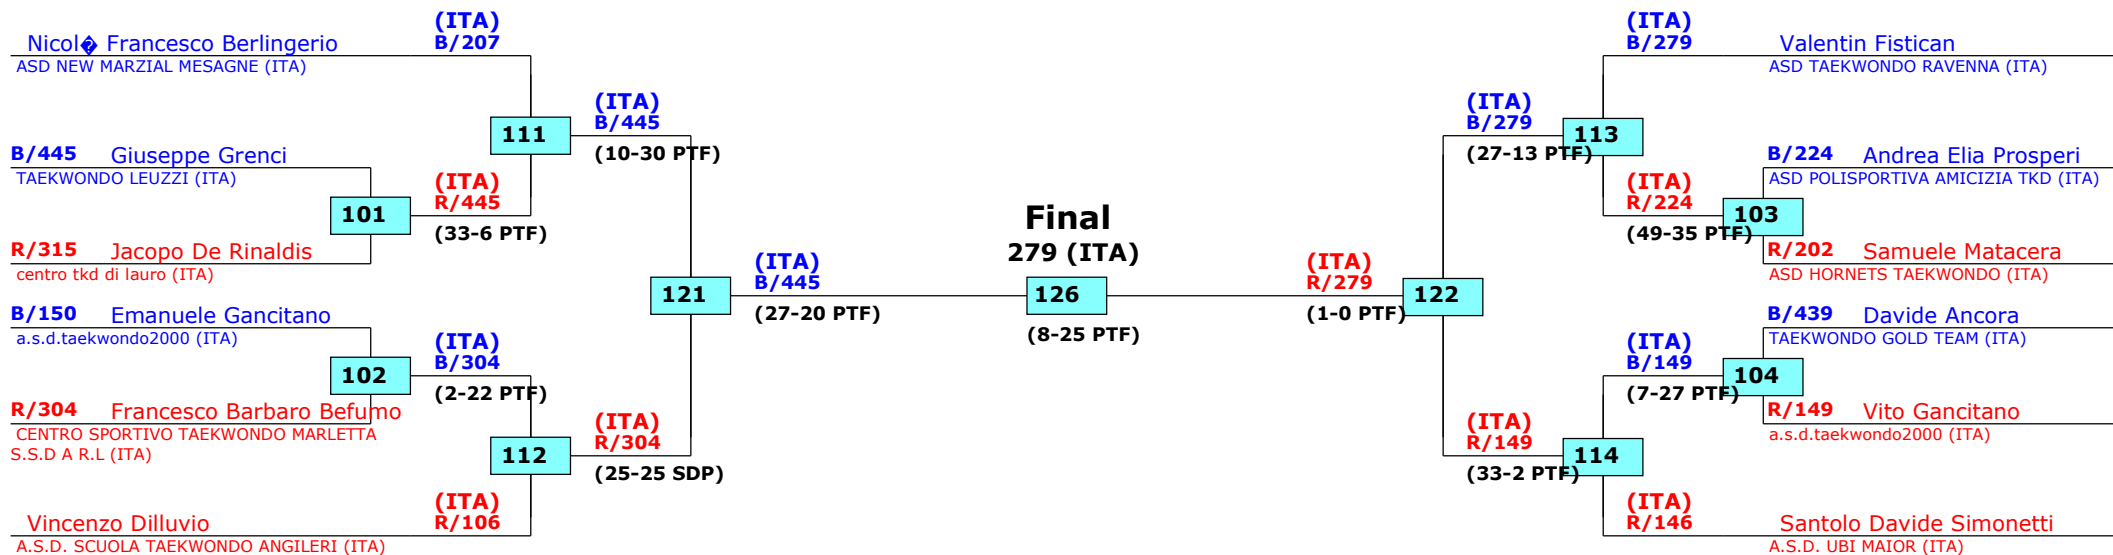 (ITA)
B/207
Nicol� Francesco Berlingerio
ASD NEW MARZIAL MESAGNE (ITA)
111
(ITA)
B/445
(10-30 PTF)
B/445 Giuseppe Grenci
TAEKWONDO LEUZZI (ITA)
101
(ITA)
R/445
(33-6 PTF)
R/315 Jacopo De Rinaldis
centro tkd di lauro (ITA)
121
(ITA)
B/445
(27-20 PTF)
B/150 Emanuele Gancitano
a.s.d.taekwondo2000 (ITA)
102
(ITA)
B/304
(2-22 PTF)
R/304 Francesco Barbaro Befumo
CENTRO SPORTIVO TAEKWONDO MARLETTA
S.S.D A R.L (ITA)
112
(ITA)
R/304
(25-25 SDP)
(ITA)
R/106
Vincenzo Dilluvio
A.S.D. SCUOLA TAEKWONDO ANGILERI (ITA)
Final
279 (ITA)
126
(8-25 PTF)
(ITA)
B/279
Valentin Fistican
ASD TAEKWONDO RAVENNA (ITA)
(ITA)
B/279
113
(27-13 PTF)
B/224 Andrea Elia Prosperi
ASD POLISPORTIVA AMICIZIA TKD (ITA)
(ITA)
R/224
103
(49-35 PTF)
R/202 Samuele Matacera
ASD HORNETS TAEKWONDO (ITA)
(ITA)
R/279
122
(1-0 PTF)
B/439 Davide Ancora
TAEKWONDO GOLD TEAM (ITA)
(ITA)
B/149
104
(7-27 PTF)
R/149 Vito Gancitano
a.s.d.taekwondo2000 (ITA)
(ITA)
R/149
114
(33-2 PTF)
(ITA)
R/146
Santolo Davide Simonetti
A.S.D. UBI MAIOR (ITA)